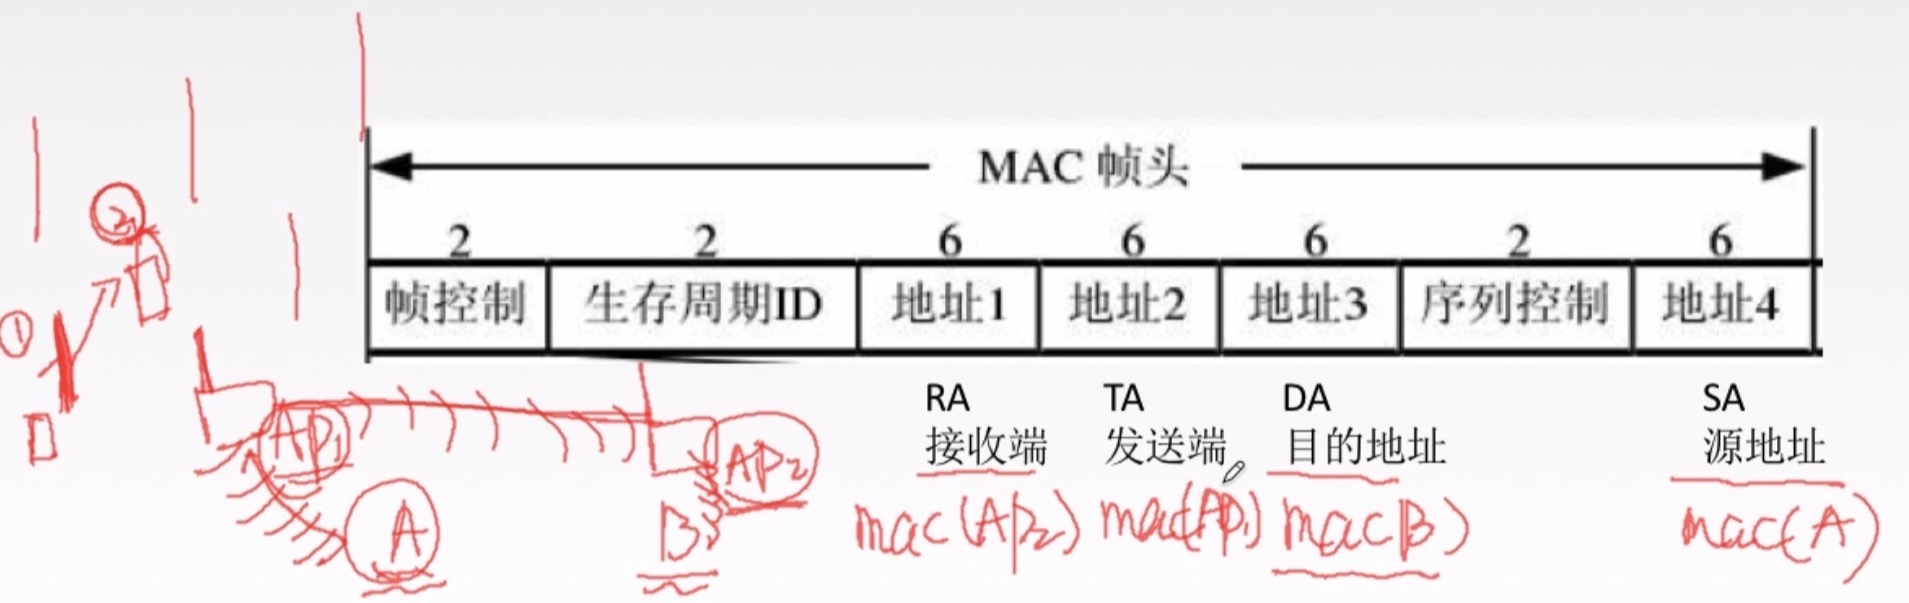 MAC 帧头
2 2 6 6 6 2 6
帧控制 生存周期ID 地址1 地址2 地址3 序列控制 地址4
RA TA DA SA
接收端 发送端 目的地址 源地址
mac(AP2) mac(AP1) mac(B) mac(A)
②
①
AP1
AP2
A
B